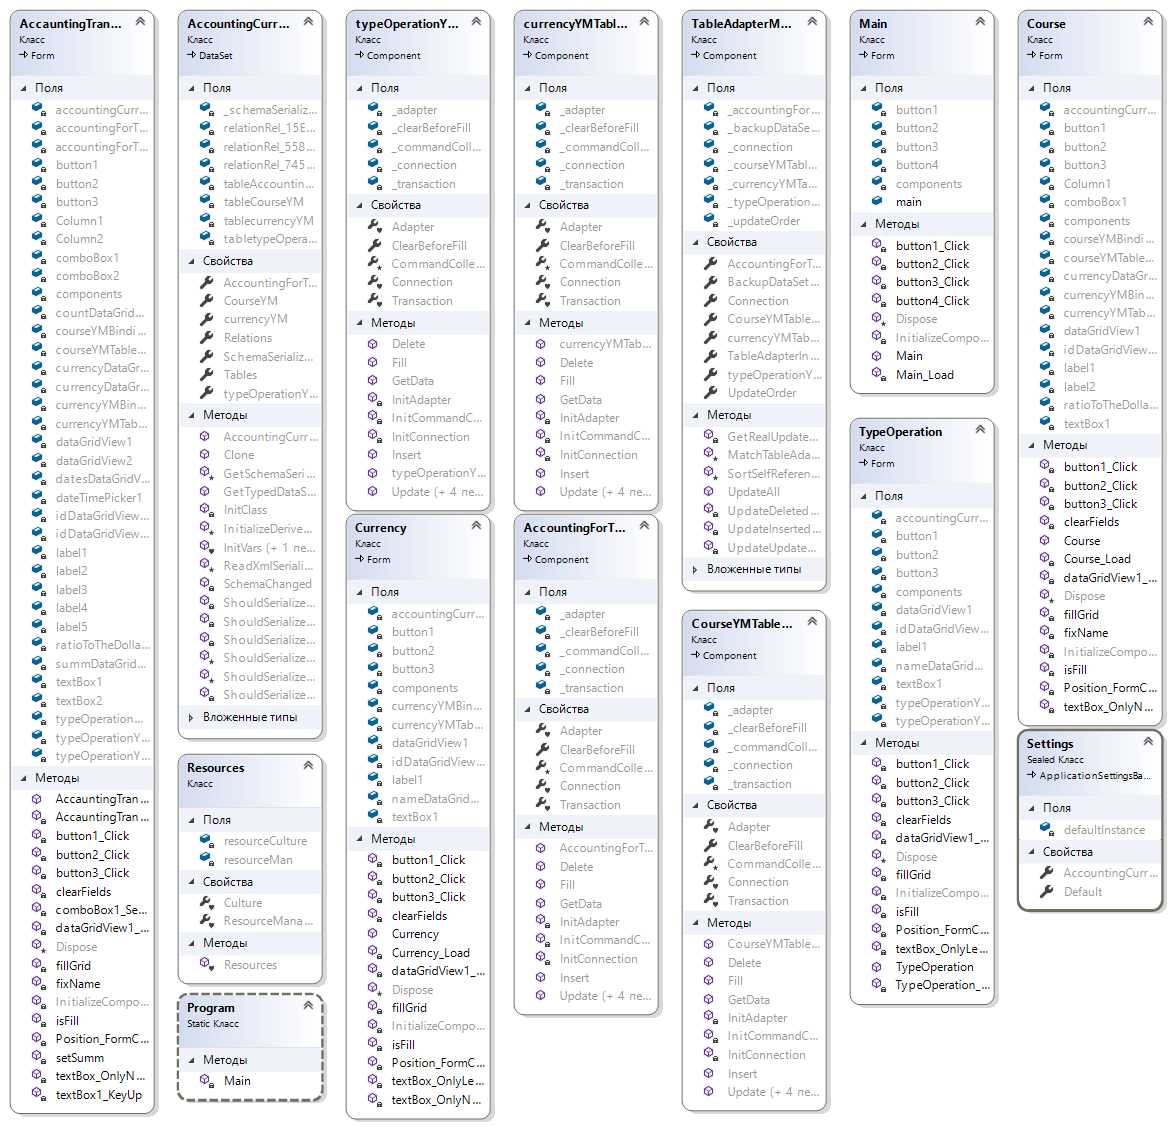 AccauntingTran...
Класс
Form
Поля
accountingCurr...
accountingForT...
accountingForT...
button1
button2
button3
Column1
Column2
comboBox1
comboBox2
components
countDataGrid...
courseYMBindi...
courseYMTable...
currencyDataGr...
currencyDataGr...
currencyYMBin...
currencyYMTab...
dataGridView1
dataGridView2
datesDataGridV...
dateTimePicker1
idDataGridView...
idDataGridView...
label1
label2
label3
label4
label5
ratioToTheDolla...
summDataGrid...
textBox1
textBox2
typeOperation...
typeOperationY...
typeOperationY...
Методы
AccauntingTran...
AccauntingTran...
button1_Click
button2_Click
button3_Click
clearFields
comboBox1_Se...
dataGridView1_...
Dispose
fillGrid
fixName
InitializeCompo...
isFill
Position_FormC...
setSumm
textBox_OnlyN...
textBox1_KeyUp
AccountingCurr...
Класс
DataSet
Поля
_schemaSerializ...
relationRel_15E...
relationRel_558...
relationRel_745...
tableAccountin...
tableCourseYM
tablecurrencyYM
tabletypeOpera...
Свойства
AccountingForT...
CourseYM
currencyYM
Relations
SchemaSerializ...
Tables
typeOperationY...
Методы
AccountingCurr...
Clone
GetSchemaSeri...
GetTypedDataS...
InitClass
InitializeDerive...
InitVars (+ 1 пе...
ReadXmlSeriali...
SchemaChanged
ShouldSerialize...
ShouldSerialize...
ShouldSerialize...
ShouldSerialize...
ShouldSerialize...
ShouldSerialize...
Вложенные типы
Resources
Класс
Поля
resourceCulture
resourceMan
Свойства
Culture
ResourceMana...
Методы
Resources
Program
Static Класс
Методы
Main
typeOperationY...
Класс
Component
Поля
_adapter
_clearBeforeFill
_commandColl...
_connection
_transaction
Свойства
Adapter
ClearBeforeFill
CommandColle...
Connection
Transaction
Методы
Delete
Fill
GetData
InitAdapter
InitCommandC...
InitConnection
Insert
typeOperationY...
Update (+ 4 пе...
Currency
Класс
Form
Поля
accountingCurr...
button1
button2
button3
components
currencyYMBin...
currencyYMTab...
dataGridView1
idDataGridView...
label1
nameDataGrid...
textBox1
Методы
button1_Click
button2_Click
button3_Click
clearFields
Currency
Currency_Load
dataGridView1_...
Dispose
fillGrid
InitializeCompo...
isFill
Position_FormC...
textBox_OnlyLe...
textBox_OnlyN...
currencyYMTabl...
Класс
Component
Поля
_adapter
_clearBeforeFill
_commandColl...
_connection
_transaction
Свойства
Adapter
ClearBeforeFill
CommandColle...
Connection
Transaction
Методы
currencyYMTab...
Delete
Fill
GetData
InitAdapter
InitCommandC...
InitConnection
Insert
Update (+ 4 пе...
AccountingForT...
Класс
Component
Поля
_adapter
_clearBeforeFill
_commandColl...
_connection
_transaction
Свойства
Adapter
ClearBeforeFill
CommandColle...
Connection
Transaction
Методы
AccountingForT...
Delete
Fill
GetData
InitAdapter
InitCommandC...
InitConnection
Insert
Update (+ 4 пе...
TableAdapterM...
Класс
Component
Поля
_accountingFor...
_backupDataSe...
_connection
_courseYMTabl...
_currencyYMTa...
_typeOperation...
_updateOrder
Свойства
AccountingForT...
BackupDataSet...
Connection
CourseYMTable...
currencyYMTab...
TableAdapterIn...
typeOperationY...
UpdateOrder
Методы
GetRealUpdate...
MatchTableAda...
SortSelfReferen...
UpdateAll
UpdateDeleted...
UpdateInserted...
UpdateUpdate...
Вложенные типы
CourseYMTable...
Класс
Component
Поля
_adapter
_clearBeforeFill
_commandColl...
_connection
_transaction
Свойства
Adapter
ClearBeforeFill
CommandColle...
Connection
Transaction
Методы
CourseYMTable...
Delete
Fill
GetData
InitAdapter
InitCommandC...
InitConnection
Insert
Update (+ 4 пе...
Main
Класс
Form
Поля
button1
button2
button3
button4
components
main
Методы
button1_Click
button2_Click
button3_Click
button4_Click
Dispose
InitializeCompo...
Main
Main_Load
TypeOperation
Класс
Form
Поля
accountingCurr...
button1
button2
button3
components
dataGridView1
idDataGridView...
label1
nameDataGrid...
textBox1
typeOperationY...
typeOperationY...
Методы
button1_Click
button2_Click
button3_Click
clearFields
dataGridView1_...
Dispose
fillGrid
InitializeCompo...
isFill
Position_FormC...
textBox_OnlyLe...
TypeOperation
TypeOperation_...
Course
Класс
Form
Поля
accountingCurr...
button1
button2
button3
Column1
comboBox1
components
courseYMBindi...
courseYMTable...
currencyDataGr...
currencyYMBin...
currencyYMTab...
dataGridView1
idDataGridView...
label1
label2
ratioToTheDolla...
textBox1
Методы
button1_Click
button2_Click
button3_Click
clearFields
Course
Course_Load
dataGridView1_...
Dispose
fillGrid
fixName
InitializeCompo...
isFill
Position_FormC...
textBox_OnlyN...
Settings
Sealed Класс
ApplicationSettingsBa...
Поля
defaultInstance
Свойства
AccountingCurr...
Default